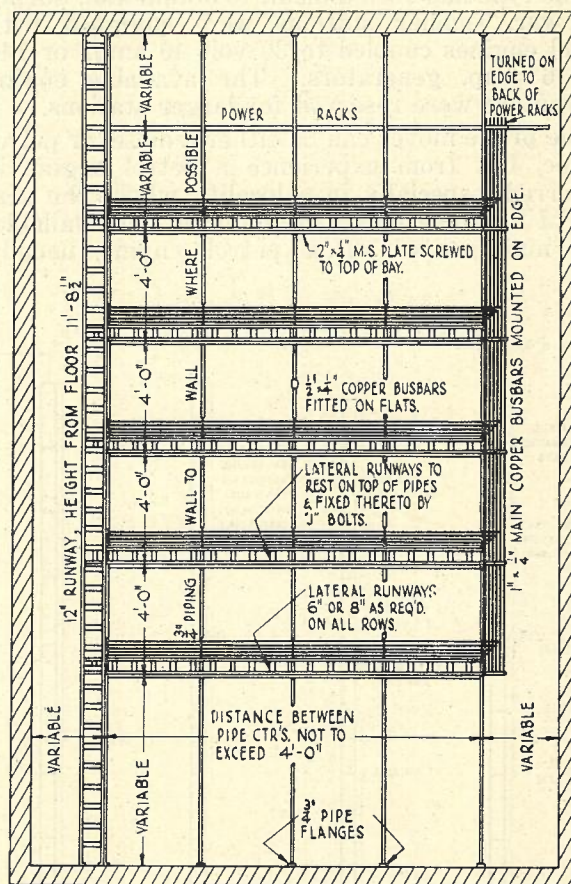 VARIABLE
TURNED ON
EDGE TO
BACK OF
POWER RACKS
POWER RACKS
VARIABLE
2" × 1/4" M.S. PLATE SCREWED
TO TOP OF BAY.
4'-0"
4'-0"
1/2" × 1/4" COPPER BUSBARS
FITTED ON FLATS.
4'-0"
LATERAL RUNWAYS TO
REST ON TOP OF PIPES
& FIXED THERETO BY
"J" BOLTS.
4'-0"
LATERAL RUNWAYS
6" OR 8" AS REQ'D.
ON ALL ROWS.
12" RUNWAY, HEIGHT FROM FLOOR 11'-8 1/2"
3/4" PIPING WALL TO WALL WHERE POSSIBLE
1" × 1/4" MAIN COPPER BUSBARS MOUNTED ON EDGE
DISTANCE BETWEEN
PIPE CTR'S. NOT TO
EXCEED 4'-0"
VARIABLE
VARIABLE
VARIABLE
3/4" PIPE
FLANGES